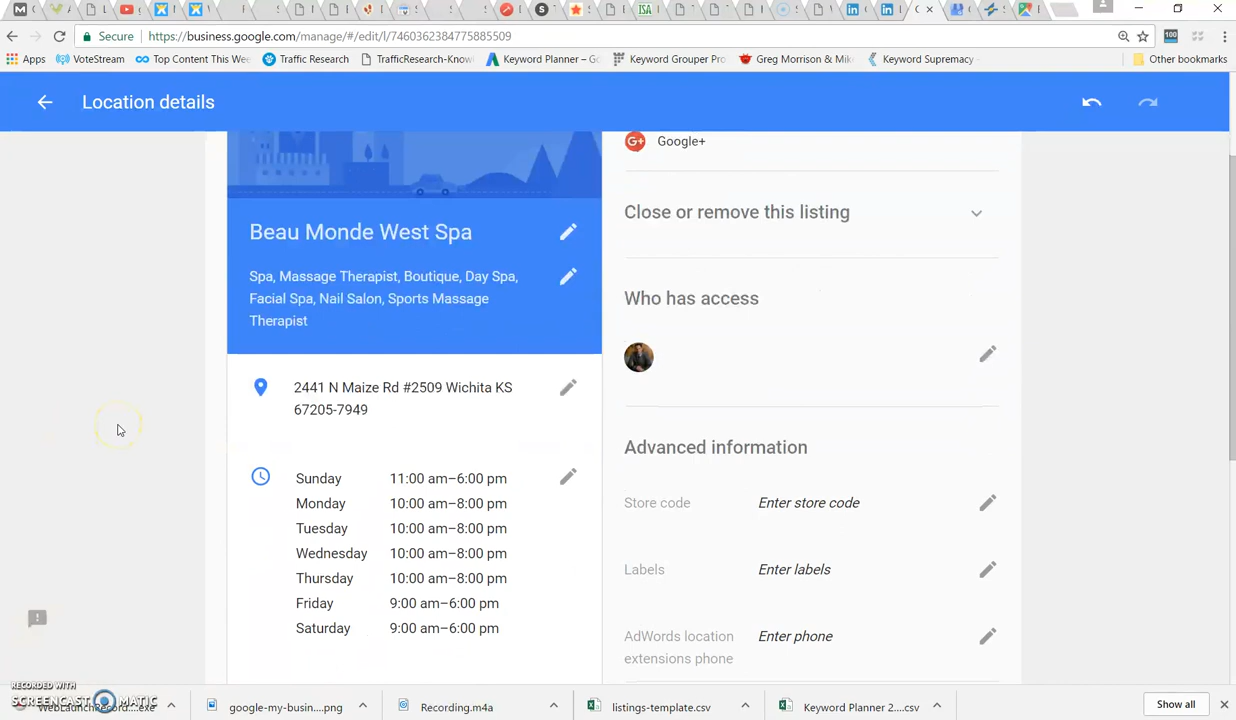 Secure
https://business.google.com/manage/#/edit/l/7460362384775885509
Apps
VoteStream
Top Content This Wee
Traffic Research
TrafficResearch-Know
Keyword Planner – Go
Keyword Grouper Pro
Greg Morrison & Mik
Keyword Supremacy
Other bookmarks
Location details
Beau Monde West Spa
Spa, Massage Therapist, Boutique, Day Spa,
Facial Spa, Nail Salon, Sports Massage
Therapist
2441 N Maize Rd #2509 Wichita KS
67205-7949
Sunday 11:00 am–6:00 pm
Monday 10:00 am–8:00 pm
Tuesday 10:00 am–8:00 pm
Wednesday 10:00 am–8:00 pm
Thursday 10:00 am–8:00 pm
Friday 9:00 am–6:00 pm
Saturday 9:00 am–6:00 pm
G+ Google+
Close or remove this listing
Who has access
Advanced information
Store code Enter store code
Labels Enter labels
AdWords location Enter phone
extensions phone
RECORDED WITH
SCREENCAST MATIC
google-my-busin....png
Recording.m4a
listings-template.csv
Keyword Planner 2....csv
Show all